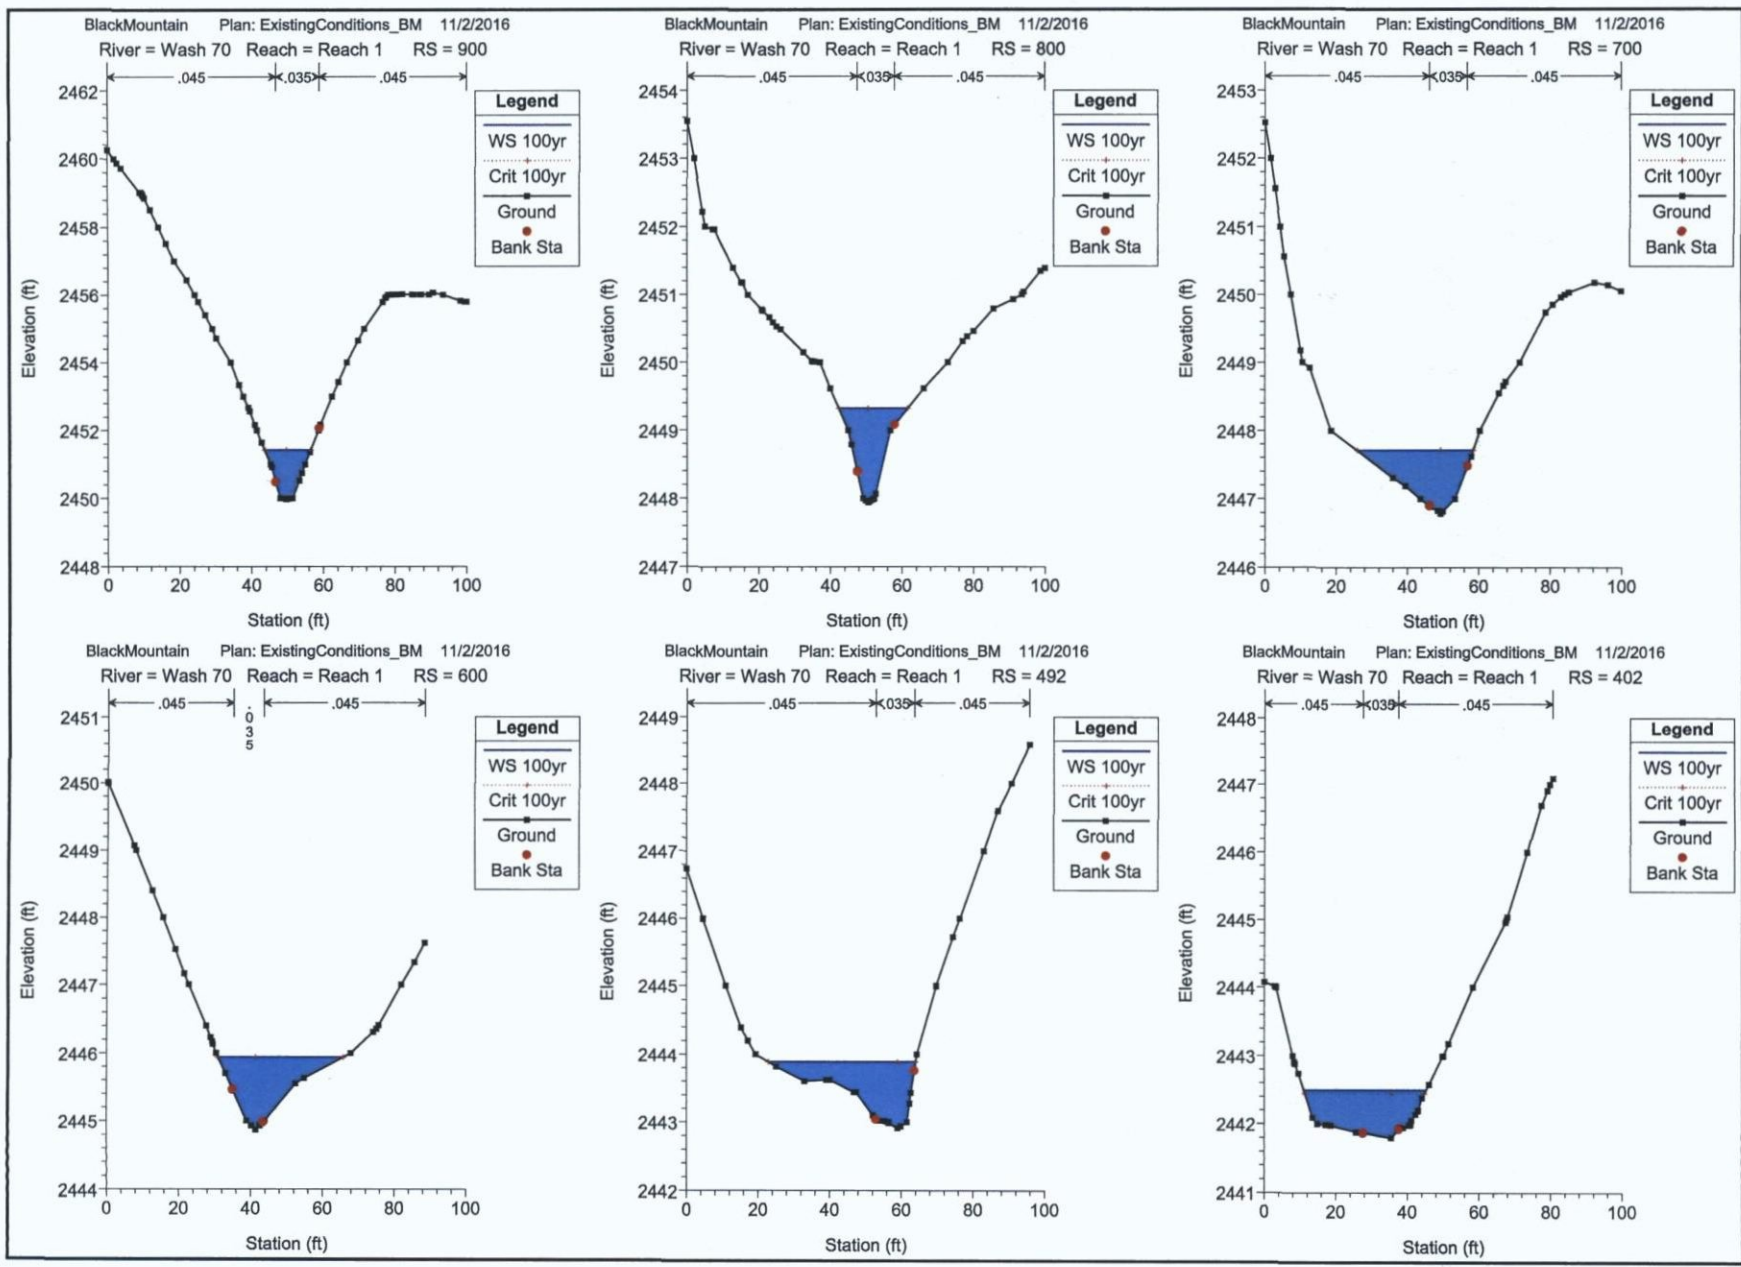 BlackMountain Plan: ExistingConditions_BM 11/2/2016
River = Wash 70 Reach = Reach 1 RS = 900
.045 .035 .045
Legend
WS 100yr
Crit 100yr
Ground
Bank Sta
2462
2460
2458
2456
2454
2452
2450
2448
Elevation (ft)
0 20 40 60 80 100
Station (ft)
BlackMountain Plan: ExistingConditions_BM 11/2/2016
River = Wash 70 Reach = Reach 1 RS = 800
.045 .035 .045
Legend
WS 100yr
Crit 100yr
Ground
Bank Sta
2454
2453
2452
2451
2450
2449
2448
2447
Elevation (ft)
0 20 40 60 80 100
Station (ft)
BlackMountain Plan: ExistingConditions_BM 11/2/2016
River = Wash 70 Reach = Reach 1 RS = 700
.045 .035 .045
Legend
WS 100yr
Crit 100yr
Ground
Bank Sta
2453
2452
2451
2450
2449
2448
2447
2446
Elevation (ft)
0 20 40 60 80 100
Station (ft)
BlackMountain Plan: ExistingConditions_BM 11/2/2016
River = Wash 70 Reach = Reach 1 RS = 600
.045 .035 .045
Legend
WS 100yr
Crit 100yr
Ground
Bank Sta
2451
2450
2449
2448
2447
2446
2445
2444
Elevation (ft)
0 20 40 60 80 100
Station (ft)
BlackMountain Plan: ExistingConditions_BM 11/2/2016
River = Wash 70 Reach = Reach 1 RS = 492
.045 .035 .045
Legend
WS 100yr
Crit 100yr
Ground
Bank Sta
2449
2448
2447
2446
2445
2444
2443
2442
Elevation (ft)
0 20 40 60 80 100
Station (ft)
BlackMountain Plan: ExistingConditions_BM 11/2/2016
River = Wash 70 Reach = Reach 1 RS = 402
.045 .035 .045
Legend
WS 100yr
Crit 100yr
Ground
Bank Sta
2448
2447
2446
2445
2444
2443
2442
2441
Elevation (ft)
0 20 40 60 80 100
Station (ft)